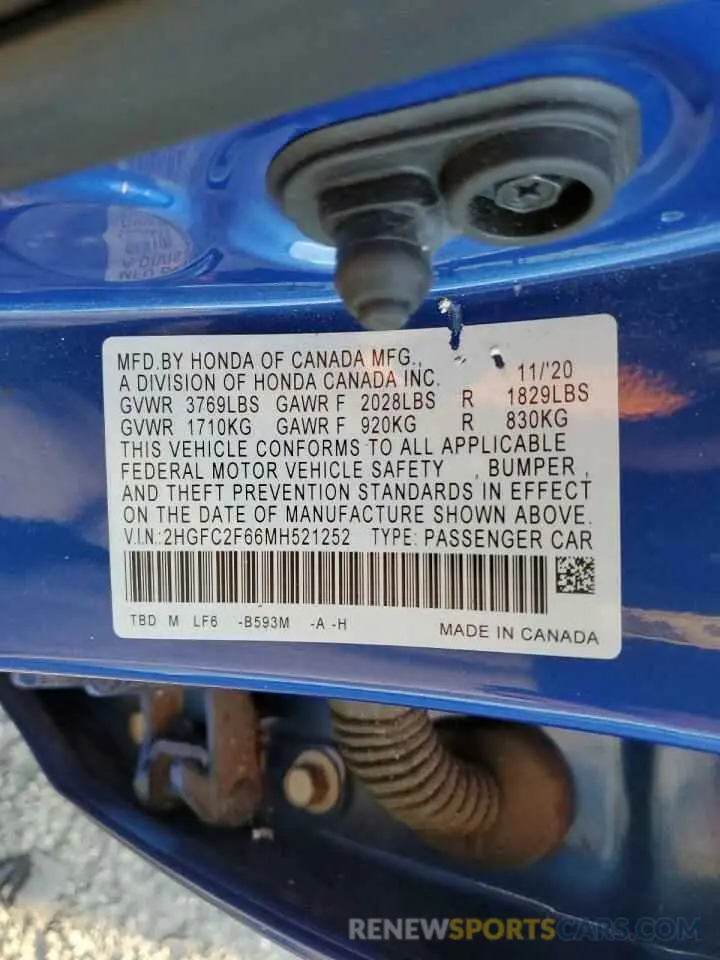 MFD.BY HONDA OF CANADA MFG., 11/'20
A DIVISION OF HONDA CANADA INC.
GVWR 3769LBS GAWR F 2028LBS R 1829LBS
GVWR 1710KG GAWR F 920KG R 830KG
THIS VEHICLE CONFORMS TO ALL APPLICABLE
FEDERAL MOTOR VEHICLE SAFETY , BUMPER ,
AND THEFT PREVENTION STANDARDS IN EFFECT
ON THE DATE OF MANUFACTURE SHOWN ABOVE.
V.I.N.:2HGFC2F66MH521252 TYPE: PASSENGER CAR
TBD M LF6 -B593M -A -H
MADE IN CANADA
RENEWSPORTSCARS.COM